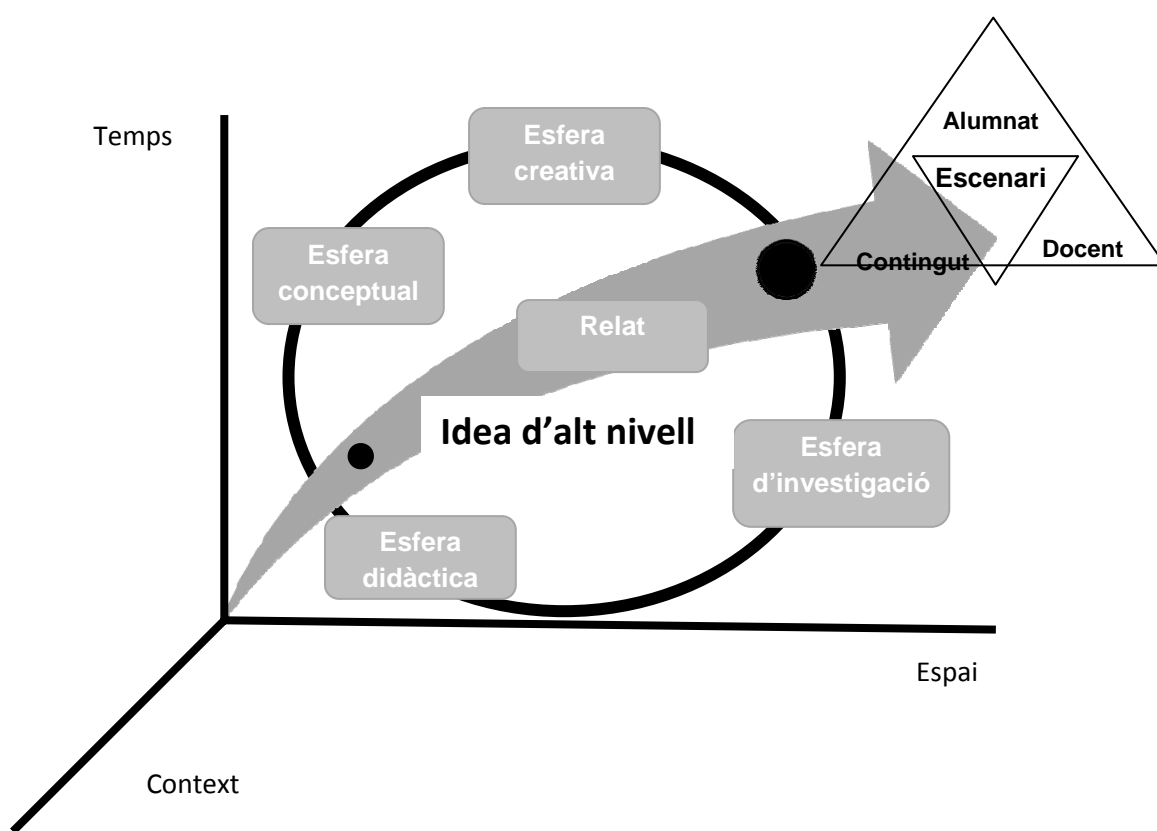 Temps
Esfera
creativa
Alumnat
Escenari
Contingut
Docent
Esfera
conceptual
Relat
Idea d’alt nivell
Esfera
d’investigació
Esfera
didàctica
Espai
Context